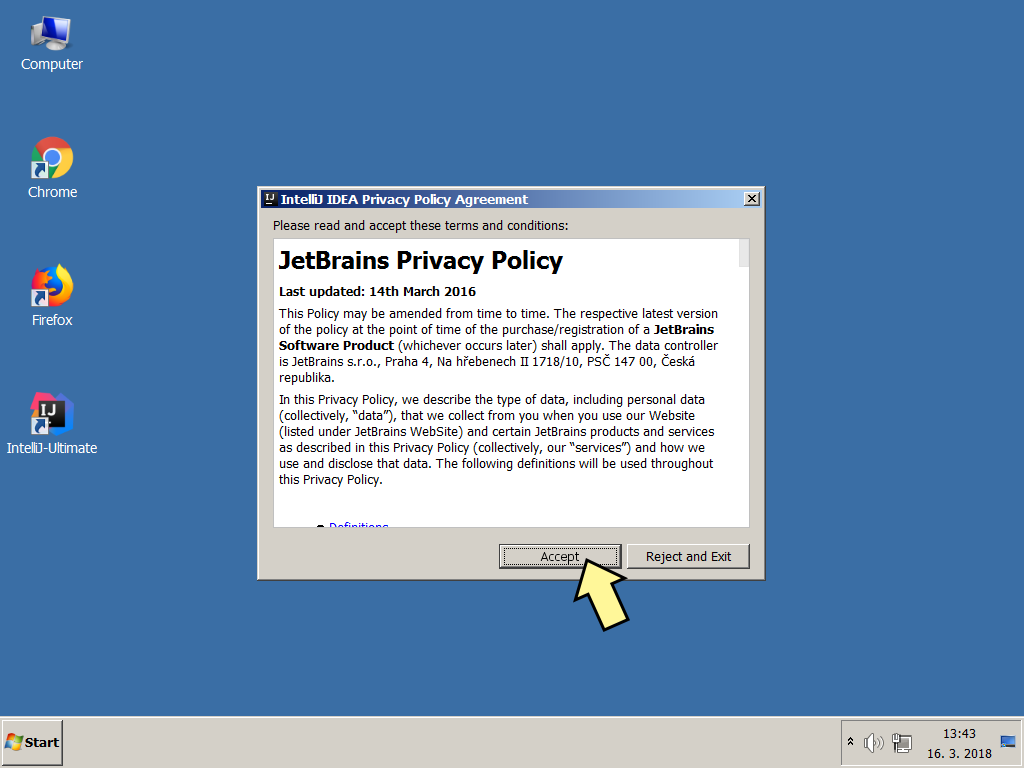 Computer
Chrome
Firefox
IntelliJ-Ultimate
IJ
IJ IntelliJ IDEA Privacy Policy Agreement
Please read and accept these terms and conditions:
JetBrains Privacy Policy
Last updated: 14th March 2016
This Policy may be amended from time to time. The respective latest version
of the policy at the point of time of the purchase/registration of a JetBrains
Software Product (whichever occurs later) shall apply. The data controller
is JetBrains s.r.o., Praha 4, Na hřebenech II 1718/10, PSČ 147 00, Česká
republika.
In this Privacy Policy, we describe the type of data, including personal data
(collectively, “data”), that we collect from you when you use our Website
(listed under JetBrains WebSite) and certain JetBrains products and services
as described in this Privacy Policy (collectively, our “services”) and how we
use and disclose that data. The following definitions will be used throughout
this Privacy Policy.
• Definitions
Accept Reject and Exit
Start
13:43
16. 3. 2018